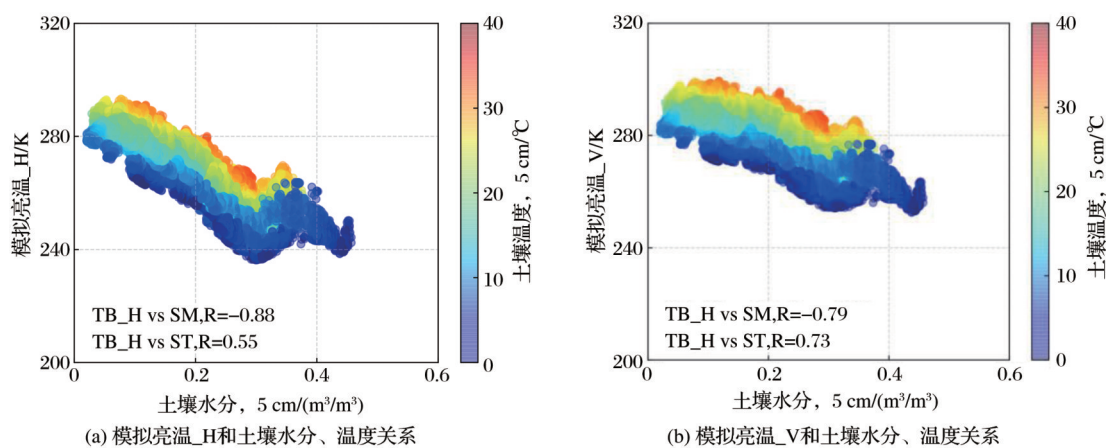 320
280
240
200
模拟亮温_H/K
0
0.2
0.4
0.6
土壤水分，5 cm/(m³/m³)
TB_H vs SM,R=−0.88
TB_H vs ST,R=0.55
40
30
20
10
0
土壤温度，5 cm/℃
(a) 模拟亮温_H和土壤水分、温度关系
320
280
240
200
模拟亮温_V/K
0
0.2
0.4
0.6
土壤水分，5 cm/(m³/m³)
TB_H vs SM,R=−0.79
TB_H vs ST,R=0.73
40
30
20
10
0
土壤温度，5 cm/℃
(b) 模拟亮温_V和土壤水分、温度关系